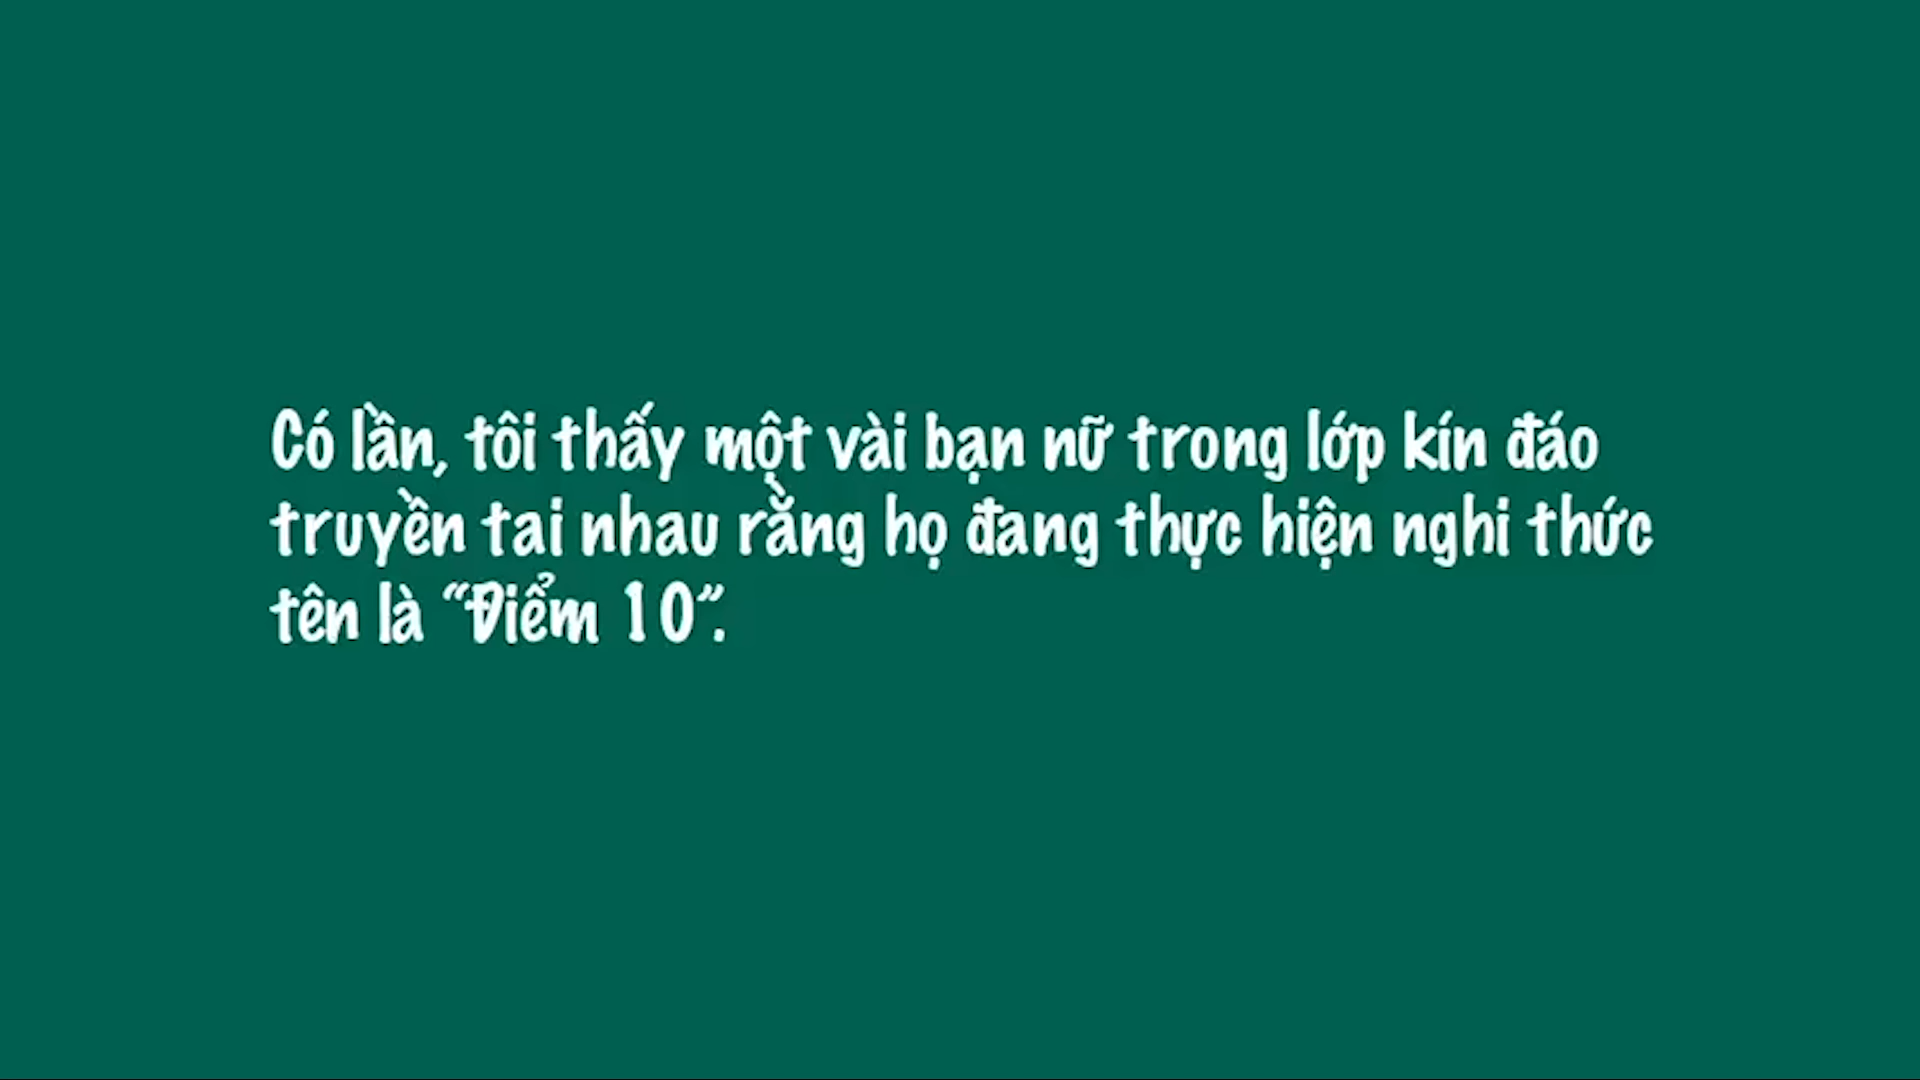 Có lần, tôi thấy một vài bạn nữ trong lớp kín đáo
truyền tai nhau rằng họ đang thực hiện nghi thức
tên là “Điểm 10”.